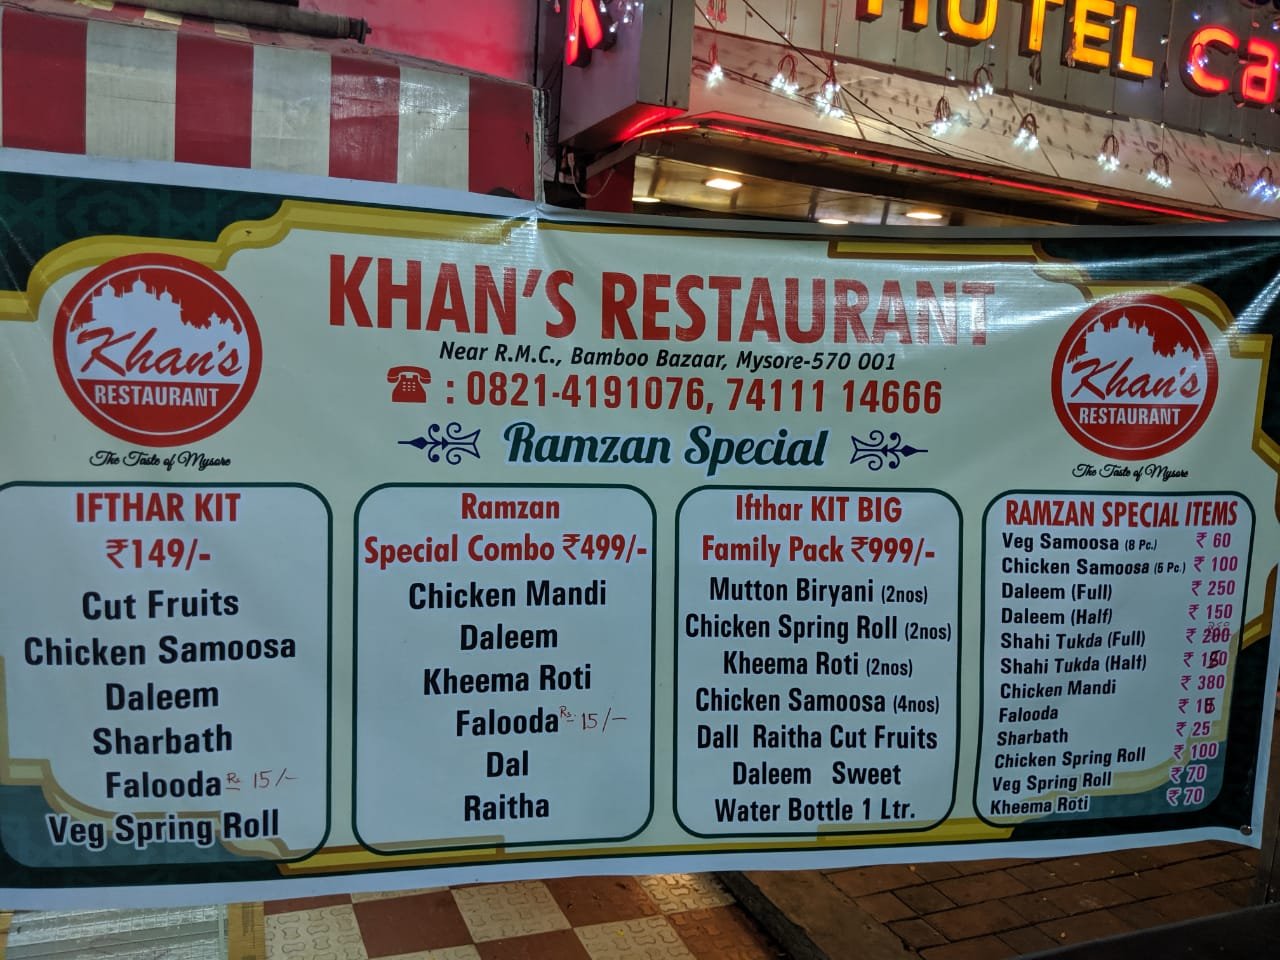 HOTEL Ca
KHAN'S RESTAURANT
Near R.M.C., Bamboo Bazaar, Mysore-570 001
: 0821-4191076, 74111 14666
Ramzan Special
Khan's
RESTAURANT
The Taste of Mysore
Khan's
RESTAURANT
The Taste of Mysore
IFTHAR KIT
₹149/-
Cut Fruits
Chicken Samoosa
Daleem
Sharbath
Falooda Rs. 15/-
Veg Spring Roll
Ramzan
Special Combo ₹499/-
Chicken Mandi
Daleem
Kheema Roti
Falooda Rs. 15/-
Dal
Raitha
Ifthar KIT BIG
Family Pack ₹999/-
Mutton Biryani (2nos)
Chicken Spring Roll (2nos)
Kheema Roti (2nos)
Chicken Samoosa (4nos)
Dall Raitha Cut Fruits
Daleem Sweet
Water Bottle 1 Ltr.
RAMZAN SPECIAL ITEMS
Veg Samoosa (8 Pc.) ₹ 60
Chicken Samoosa Pc.) ₹ 100
Daleem (Full) ₹ 250
Daleem (Half) ₹ 150
Shahi Tukda (Full) ₹
Shahi Tukda (Half) ₹
Chicken Mandi ₹ 380
Falooda ₹
Sharbath ₹ 25
Chicken Spring Roll ₹ 100
Veg Spring Roll ₹ 70
Kheema Roti ₹ 70